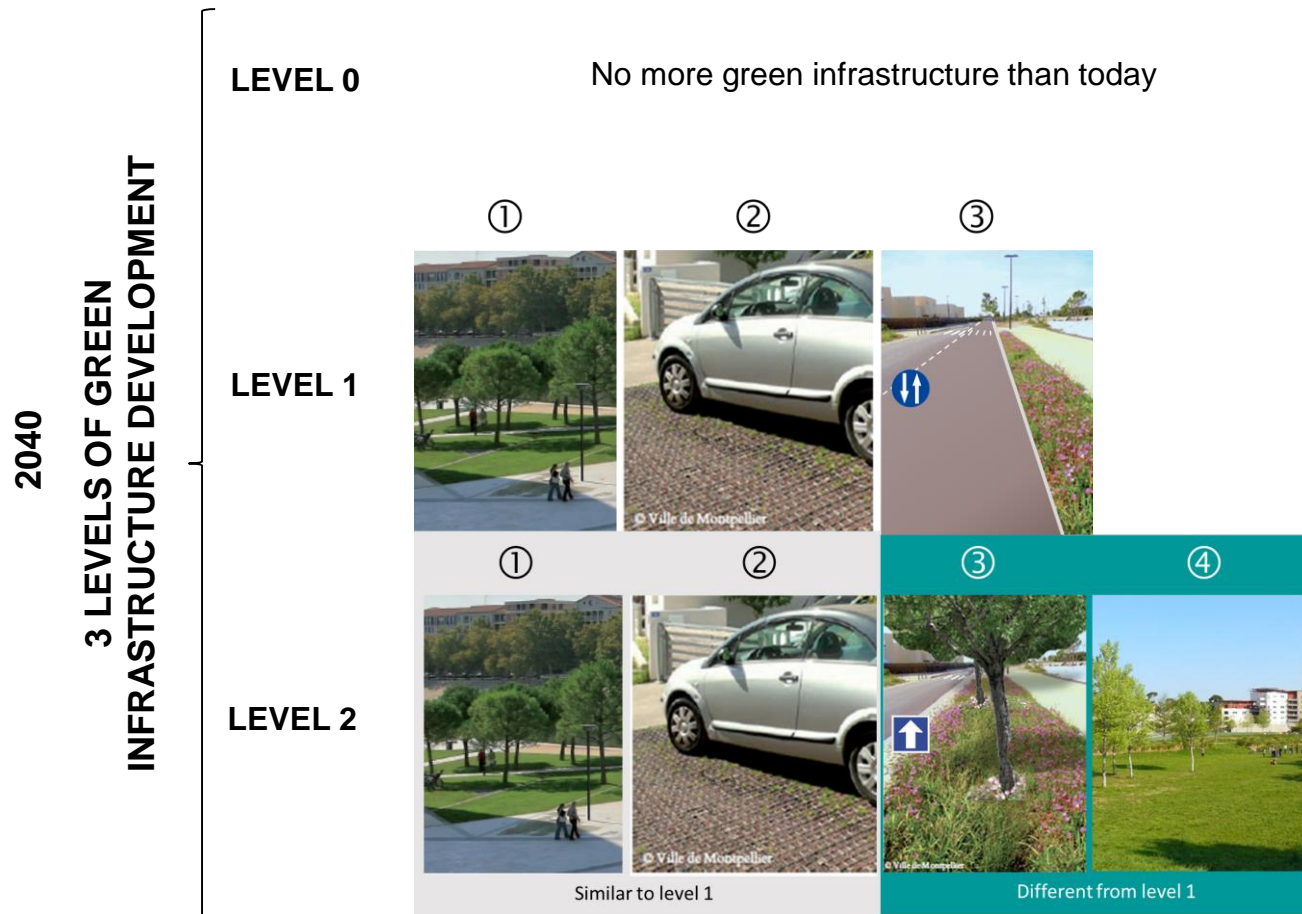 2040
3 LEVELS OF GREEN
INFRASTRUCTURE DEVELOPMENT
LEVEL 0
No more green infrastructure than today
LEVEL 1
① ② ③
© Ville de Montpellier
LEVEL 2
① ② ③ ④
© Ville de Montpellier
© Ville de Montpellier
Similar to level 1
Different from level 1